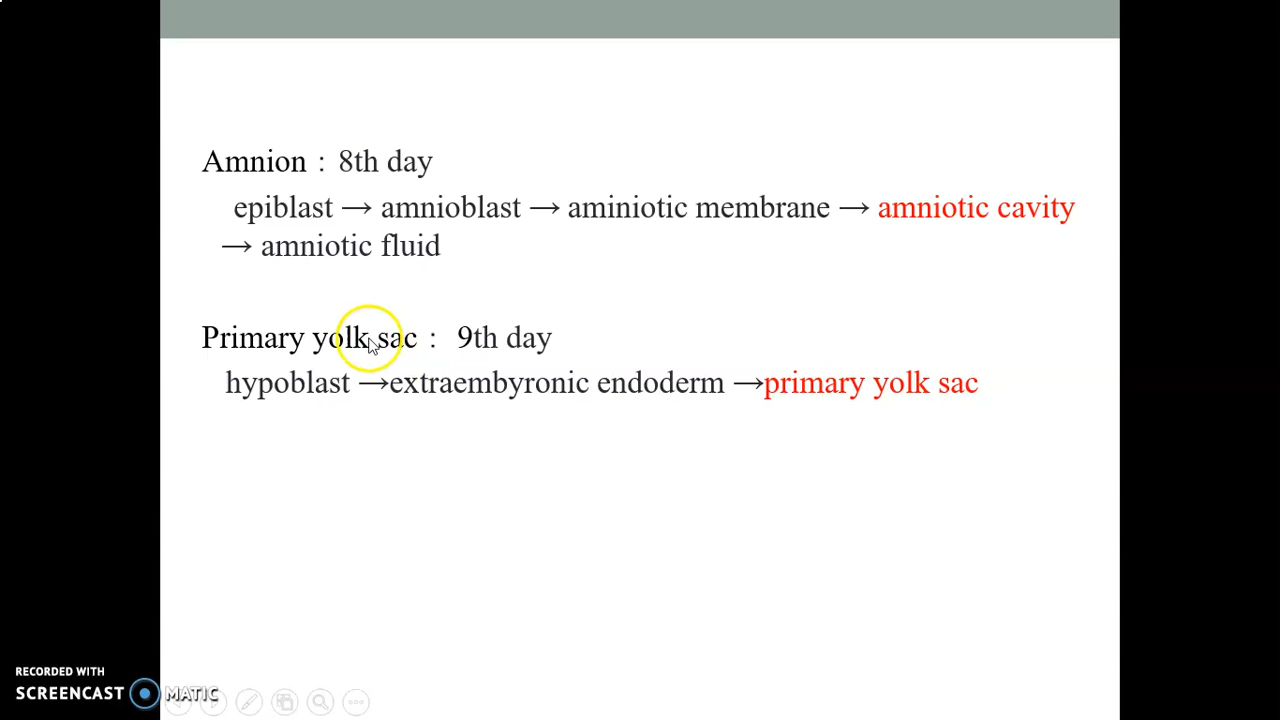 Amnion : 8th day
epiblast → amnioblast → aminiotic membrane → amniotic cavity
→ amniotic fluid
Primary yolk sac : 9th day
hypoblast →extraembyronic endoderm →primary yolk sac
RECORDED WITH
SCREENCAST MATIC